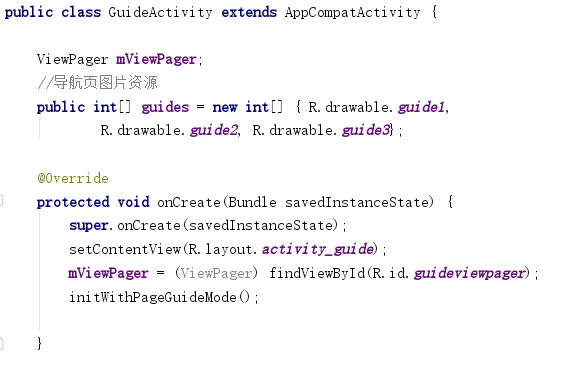 public class GuideActivity extends AppCompatActivity {
ViewPager mViewPager;
//导航页图片资源
public int[] guides = new int[] { R.drawable.guide1,
R.drawable.guide2, R.drawable.guide3};
@Override
protected void onCreate(Bundle savedInstanceState) {
super.onCreate(savedInstanceState);
setContentView(R.layout.activity_guide);
mViewPager = (ViewPager) findViewById(R.id.guideviewpager);
initWithPageGuideMode();
}